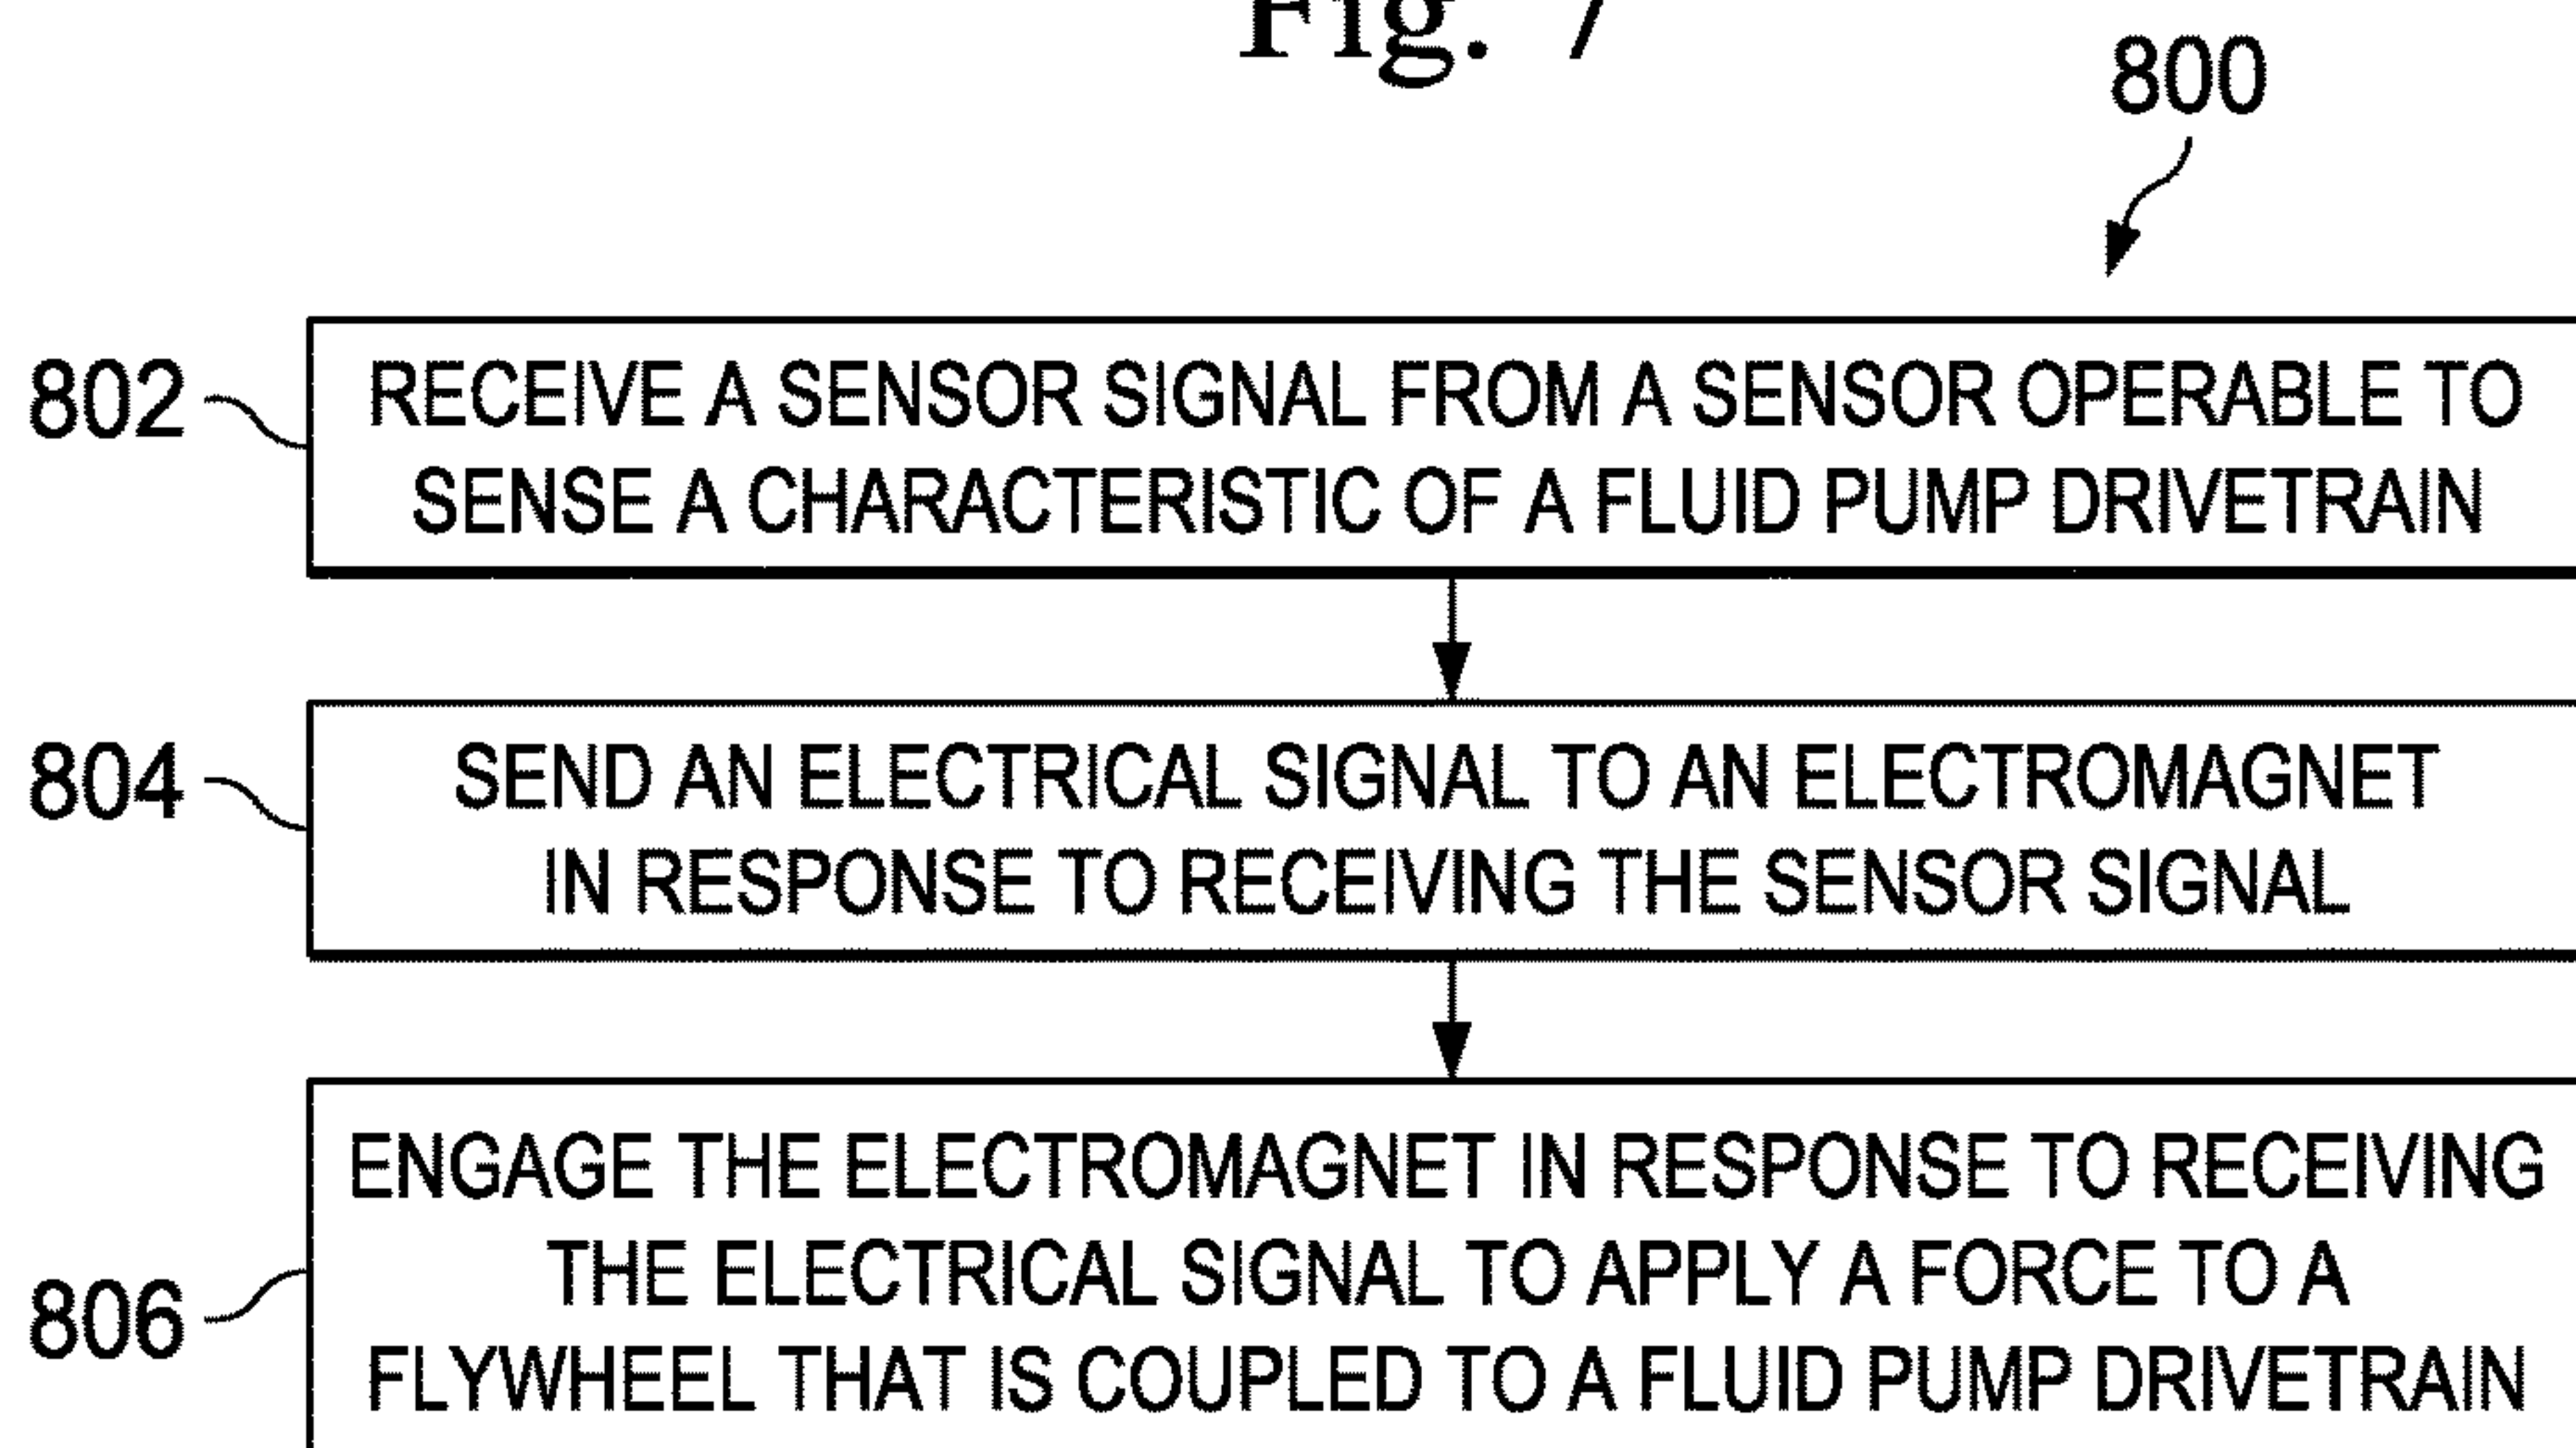 Fig. 7
800
802
RECEIVE A SENSOR SIGNAL FROM A SENSOR OPERABLE TO
SENSE A CHARACTERISTIC OF A FLUID PUMP DRIVETRAIN
804
SEND AN ELECTRICAL SIGNAL TO AN ELECTROMAGNET
IN RESPONSE TO RECEIVING THE SENSOR SIGNAL
806
ENGAGE THE ELECTROMAGNET IN RESPONSE TO RECEIVING
THE ELECTRICAL SIGNAL TO APPLY A FORCE TO A
FLYWHEEL THAT IS COUPLED TO A FLUID PUMP DRIVETRAIN